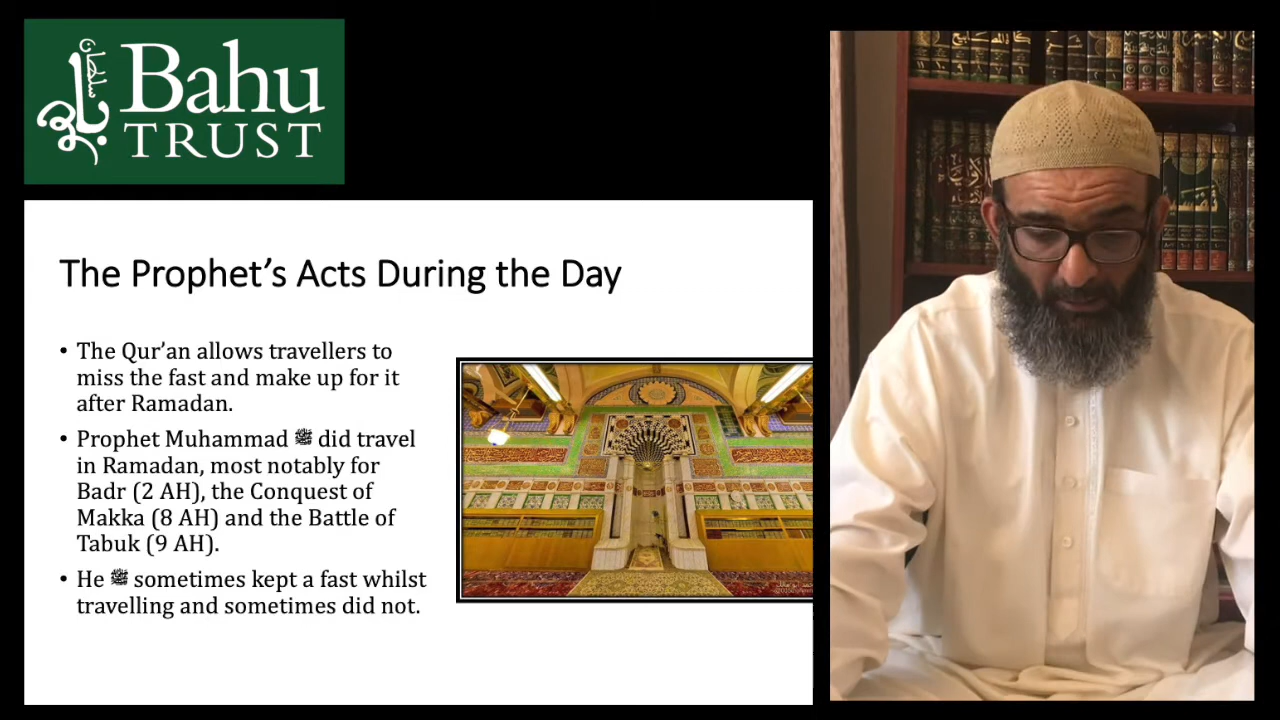 سلطان باہو
Bahu
TRUST
The Prophet's Acts During the Day
• The Qur'an allows travellers to
miss the fast and make up for it
after Ramadan.
• Prophet Muhammad ﷺ did travel
in Ramadan, most notably for
Badr (2 AH), the Conquest of
Makka (8 AH) and the Battle of
Tabuk (9 AH).
• He ﷺ sometimes kept a fast whilst
travelling and sometimes did not.